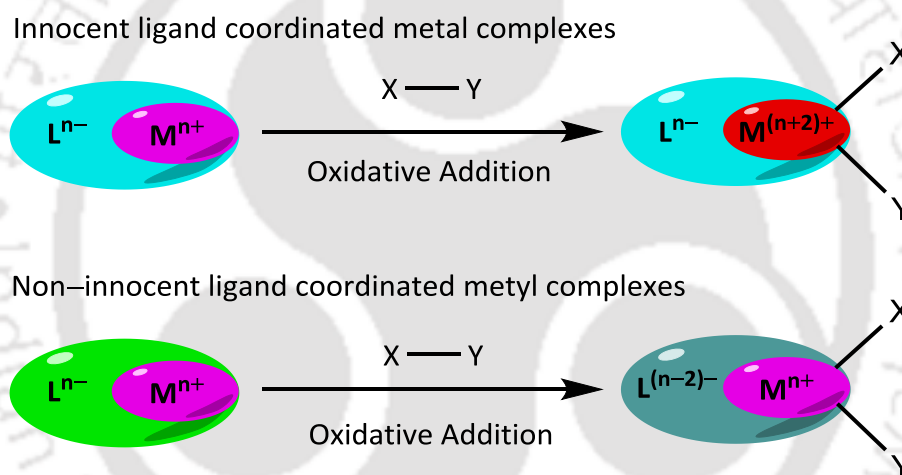 Innocent ligand coordinated metal complexes
Lⁿ⁻ Mⁿ⁺
X — Y
Oxidative Addition
Lⁿ⁻ M⁽ⁿ⁺²⁾⁺
X
Y
Non–innocent ligand coordinated metyl complexes
Lⁿ⁻ Mⁿ⁺
X — Y
Oxidative Addition
L⁽ⁿ⁻²⁾⁻ Mⁿ⁺
X
Y